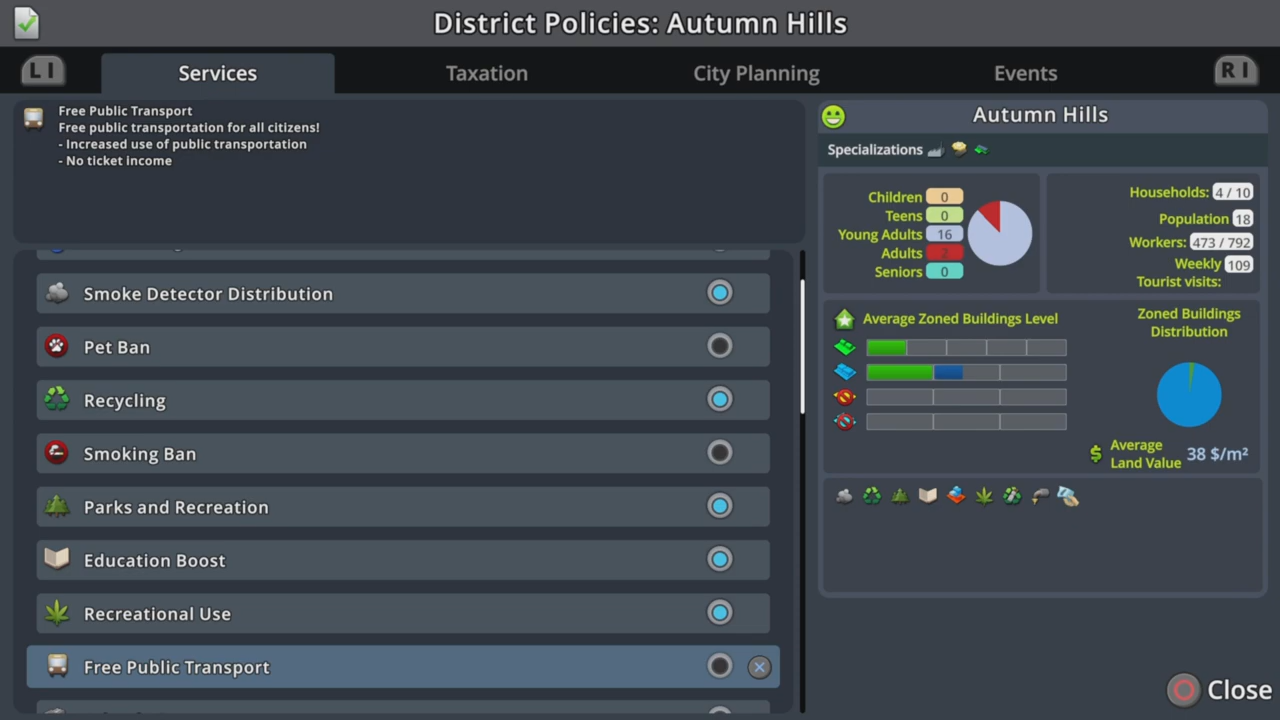 District Policies: Autumn Hills
L1
Services
Taxation
City Planning
Events
R1
Free Public Transport
Free public transportation for all citizens!
- Increased use of public transportation
- No ticket income
Smoke Detector Distribution
Pet Ban
Recycling
Smoking Ban
Parks and Recreation
Education Boost
Recreational Use
Free Public Transport
Autumn Hills
Specializations
Children 0
Teens 0
Young Adults 16
Adults 2
Seniors 0
Households: 4 / 10
Population 18
Workers: 473 / 792
Weekly 109
Tourist visits:
Average Zoned Buildings Level
Zoned Buildings
Distribution
$ Average
Land Value 38 $/m²
Close